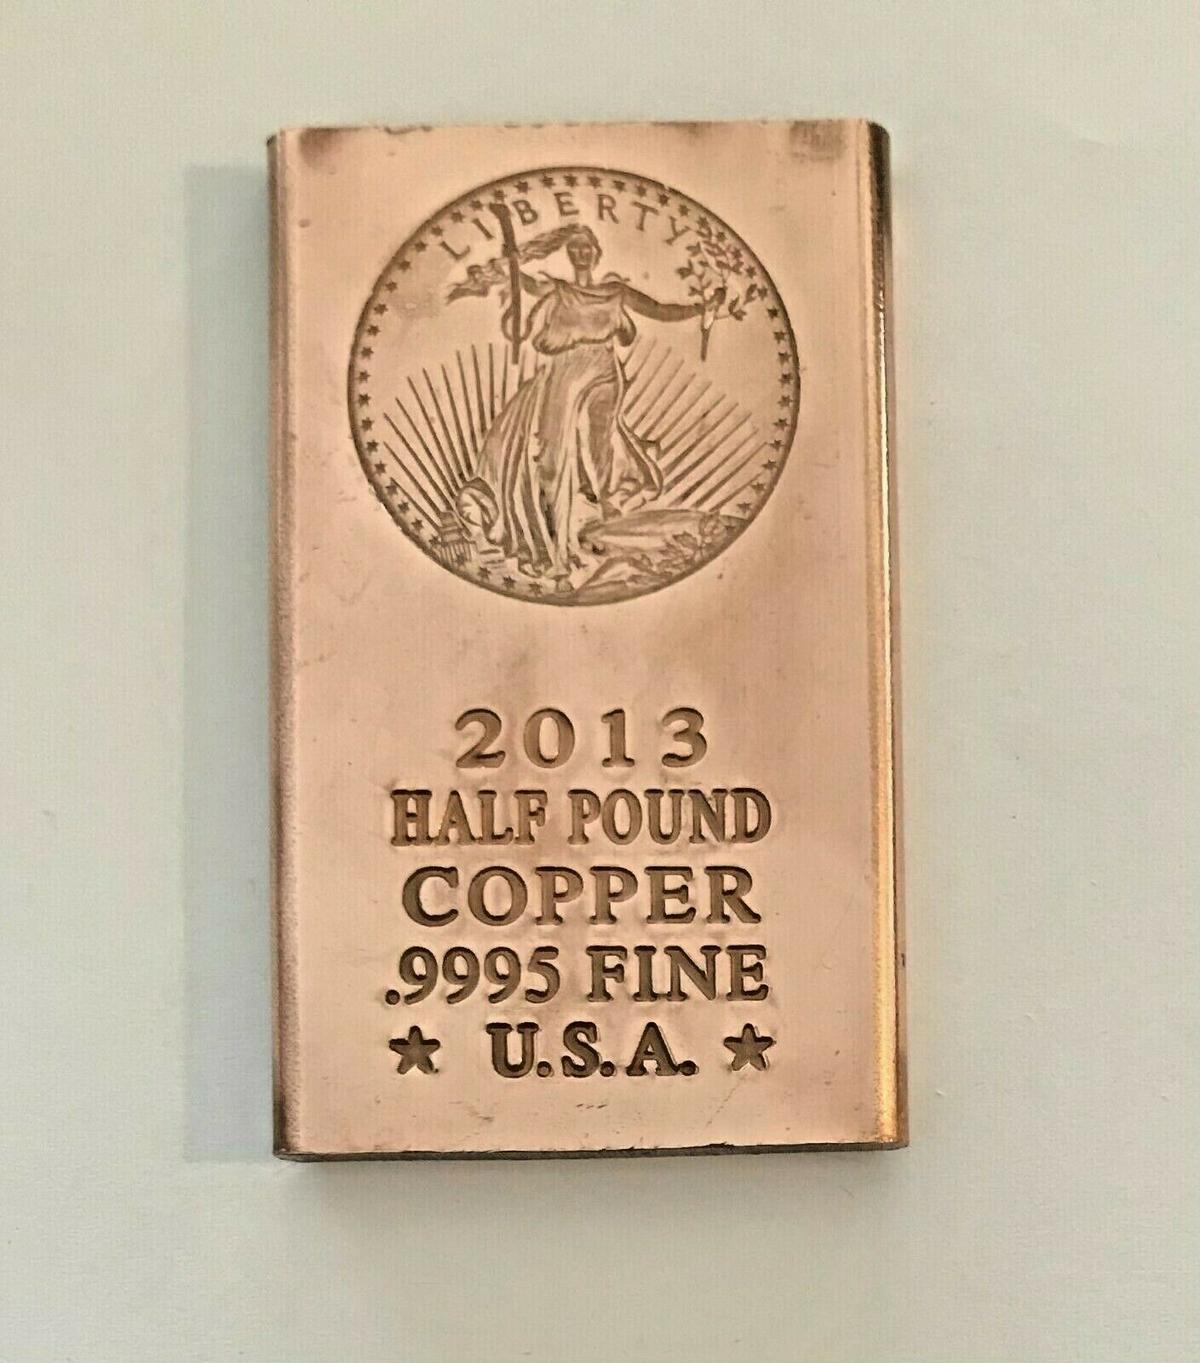 LIBERTY
2013
HALF POUND
COPPER
.9995 FINE
★ U.S.A. ★